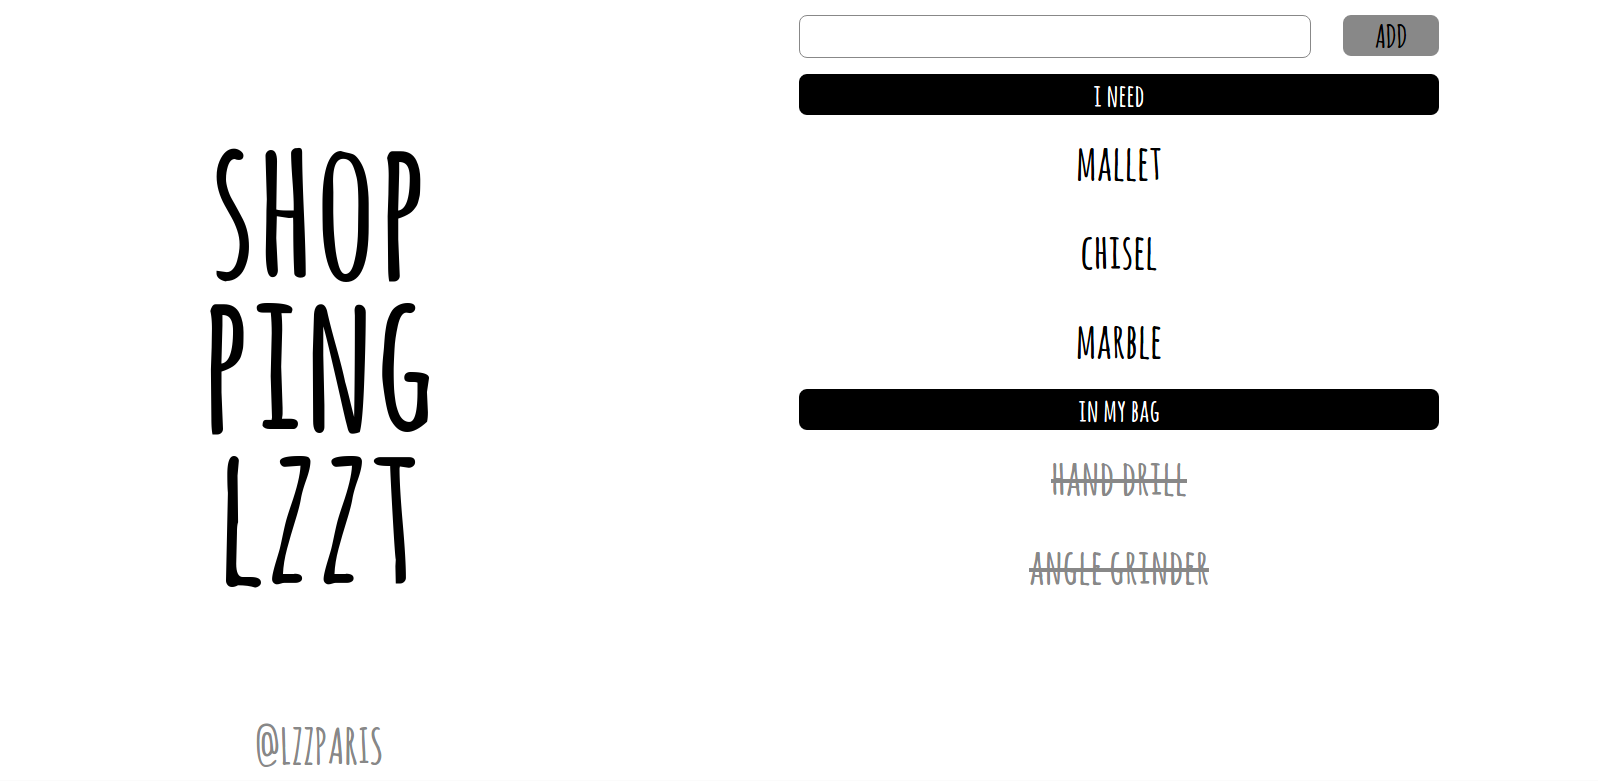 SHOP
PING
LZZT
@LZZPARIS
ADD
I NEED
MALLET
CHISEL
MARBLE
IN MY BAG
HAND DRILL
ANGLE GRINDER